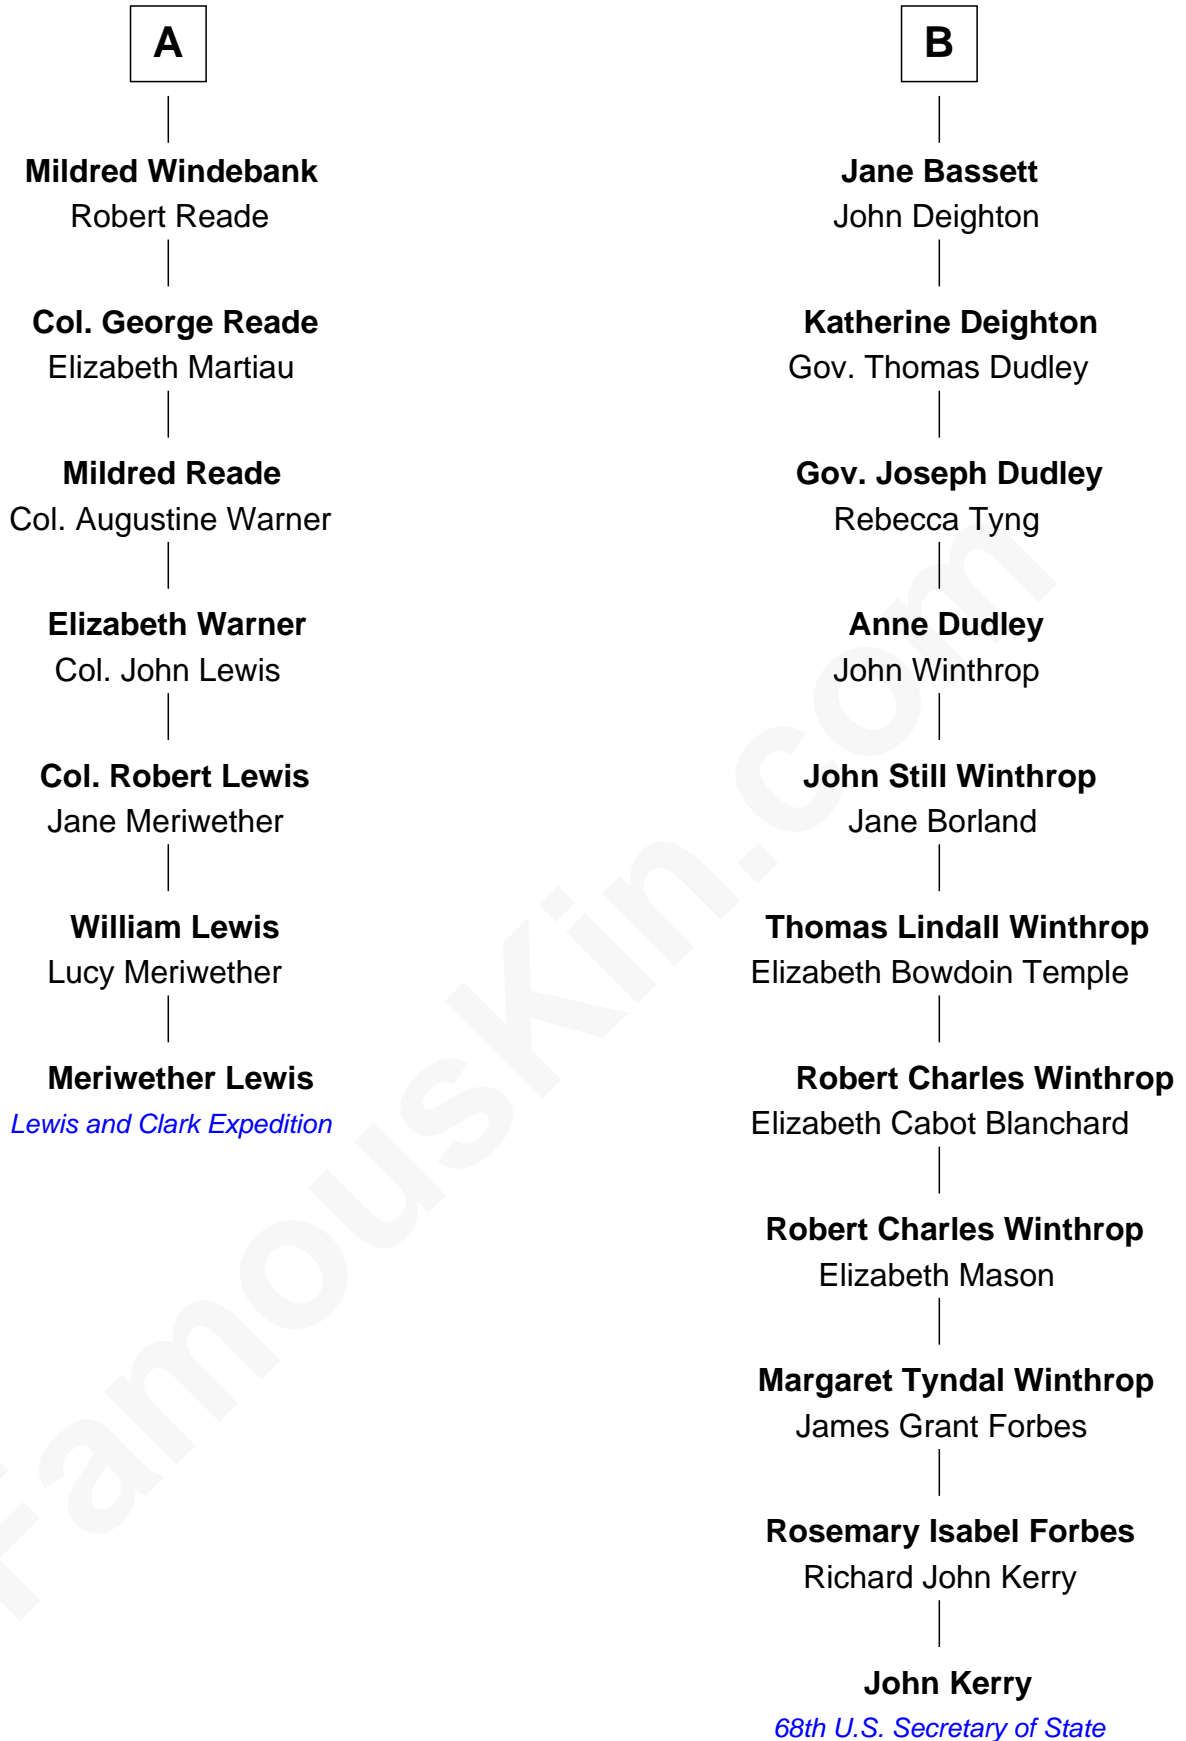 A
Mildred Windebank
Robert Reade
Col. George Reade
Elizabeth Martiau
Mildred Reade
Col. Augustine Warner
Elizabeth Warner
Col. John Lewis
Col. Robert Lewis
Jane Meriwether
William Lewis
Lucy Meriwether
Meriwether Lewis
Lewis and Clark Expedition
B
Jane Bassett
John Deighton
Katherine Deighton
Gov. Thomas Dudley
Gov. Joseph Dudley
Rebecca Tyng
Anne Dudley
John Winthrop
John Still Winthrop
Jane Borland
Thomas Lindall Winthrop
Elizabeth Bowdoin Temple
Robert Charles Winthrop
Elizabeth Cabot Blanchard
Robert Charles Winthrop
Elizabeth Mason
Margaret Tyndal Winthrop
James Grant Forbes
Rosemary Isabel Forbes
Richard John Kerry
John Kerry
68th U.S. Secretary of State
FamousKin.com